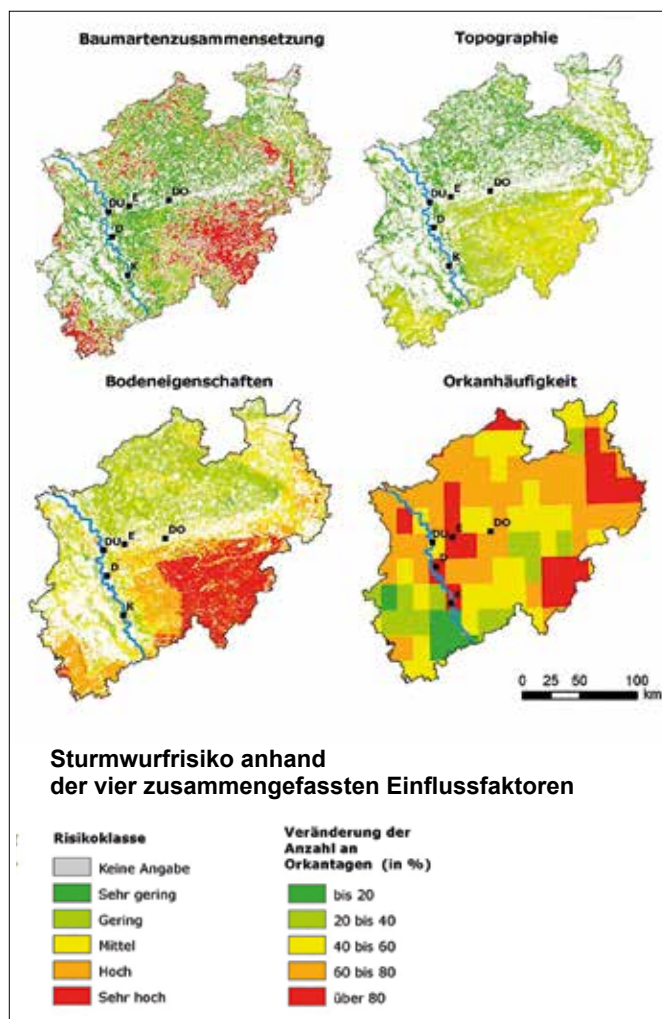 Baumartenzusammensetzung
Topographie
DU
E
DO
D
K
DU
E
DO
D
K
Bodeneigenschaften
Orkanhäufigkeit
DU
E
DO
D
K
DU
E
DO
D
K
0 25 50 100
km
Sturmwurfrisiko anhand
der vier zusammengefassten Einflussfaktoren
Risikoklasse
Keine Angabe
Sehr gering
Gering
Mittel
Hoch
Sehr hoch
Veränderung der
Anzahl an
Orkantagen (in %)
bis 20
20 bis 40
40 bis 60
60 bis 80
über 80